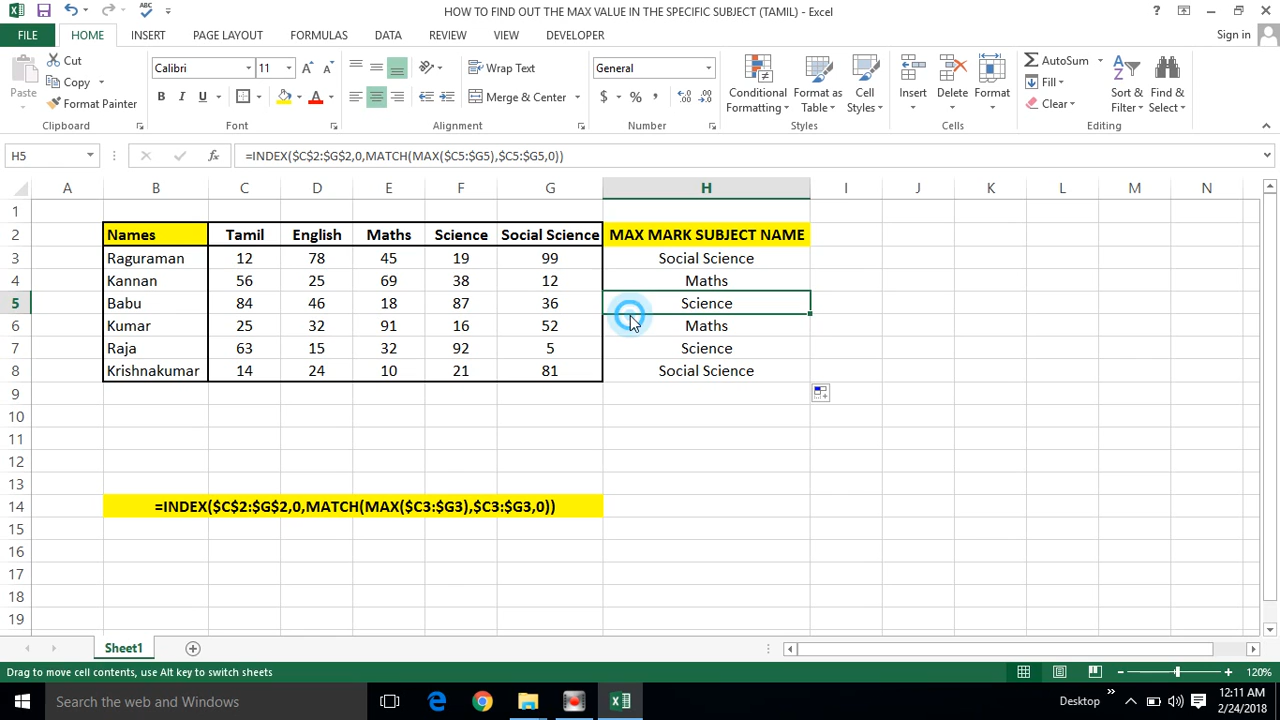 HOW TO FIND OUT THE MAX VALUE IN THE SPECIFIC SUBJECT (TAMIL) - Excel
FILE HOME INSERT PAGE LAYOUT FORMULAS DATA REVIEW VIEW DEVELOPER Sign in
Paste Cut Copy Format Painter
Clipboard
Calibri 11
B I U A
Font
Wrap Text
Merge & Center
Alignment
General
$ % ,
Number
Conditional Formatting Format as Table Cell Styles
Styles
Insert Delete Format
Cells
AutoSum Fill Clear Sort & Filter Find & Select
Editing
H5 fx =INDEX($C$2:$G$2,0,MATCH(MAX($C5:$G5),$C5:$G5,0))
A B C D E F G H I J K L M N
1
2 Names Tamil English Maths Science Social Science MAX MARK SUBJECT NAME
3 Raguraman 12 78 45 19 99 Social Science
4 Kannan 56 25 69 38 12 Maths
5 Babu 84 46 18 87 36 Science
6 Kumar 25 32 91 16 52 Maths
7 Raja 63 15 32 92 5 Science
8 Krishnakumar 14 24 10 21 81 Social Science
9
10
11
12
13
14 =INDEX($C$2:$G$2,0,MATCH(MAX($C3:$G3),$C3:$G3,0))
15
16
17
18
19
Sheet1
Drag to move cell contents, use Alt key to switch sheets 120%
Search the web and Windows Desktop 12:11 AM
2/24/2018